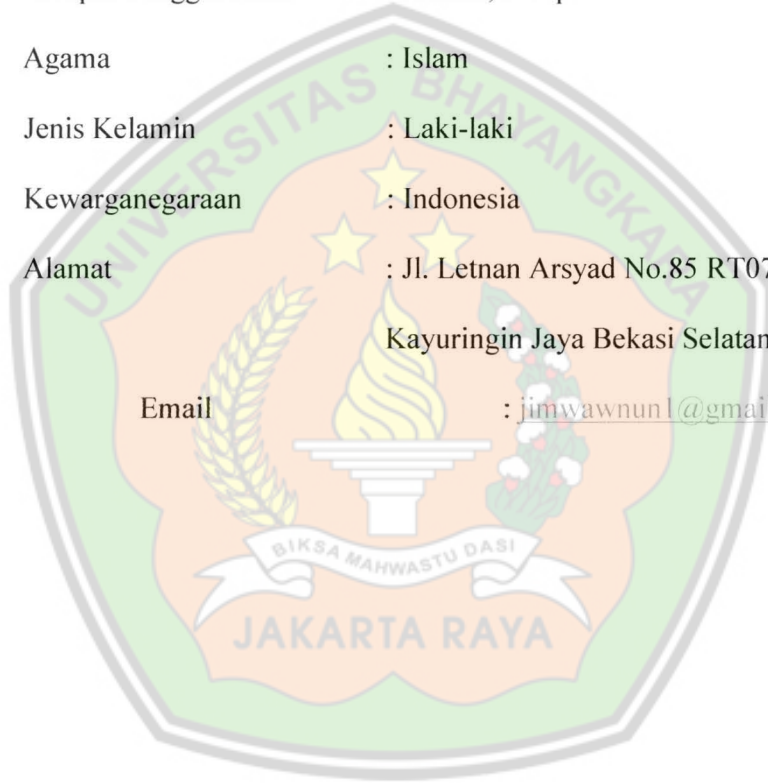 Agama : Islam
Jenis Kelamin : Laki-laki
Kewarganegaraan : Indonesia
Alamat : Jl. Letnan Arsyad No.85 RT07
Kayuringin Jaya Bekasi Selatan
Email : jimwawnun1@gmai
UNIVERSITAS BHAYANGKARA
BIKSA MAHWASTU DASI
JAKARTA RAYA